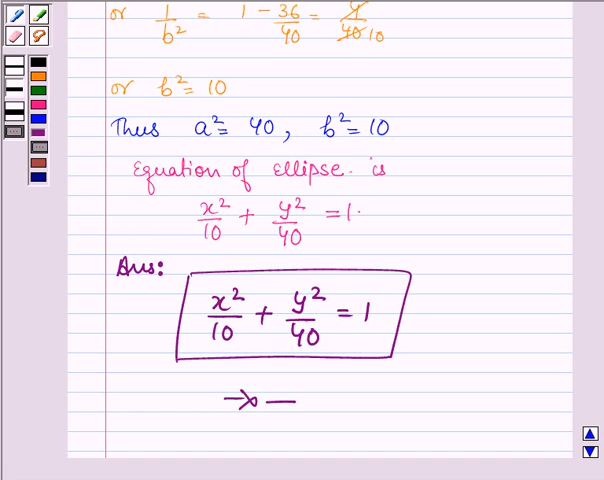 or 1/b² = 1 - 36/40 = 4/40 10
or b² = 10
Thus a² = 40, b² = 10
Equation of ellipse is
x²/10 + y²/40 = 1.
Ans:
x²/10 + y²/40 = 1